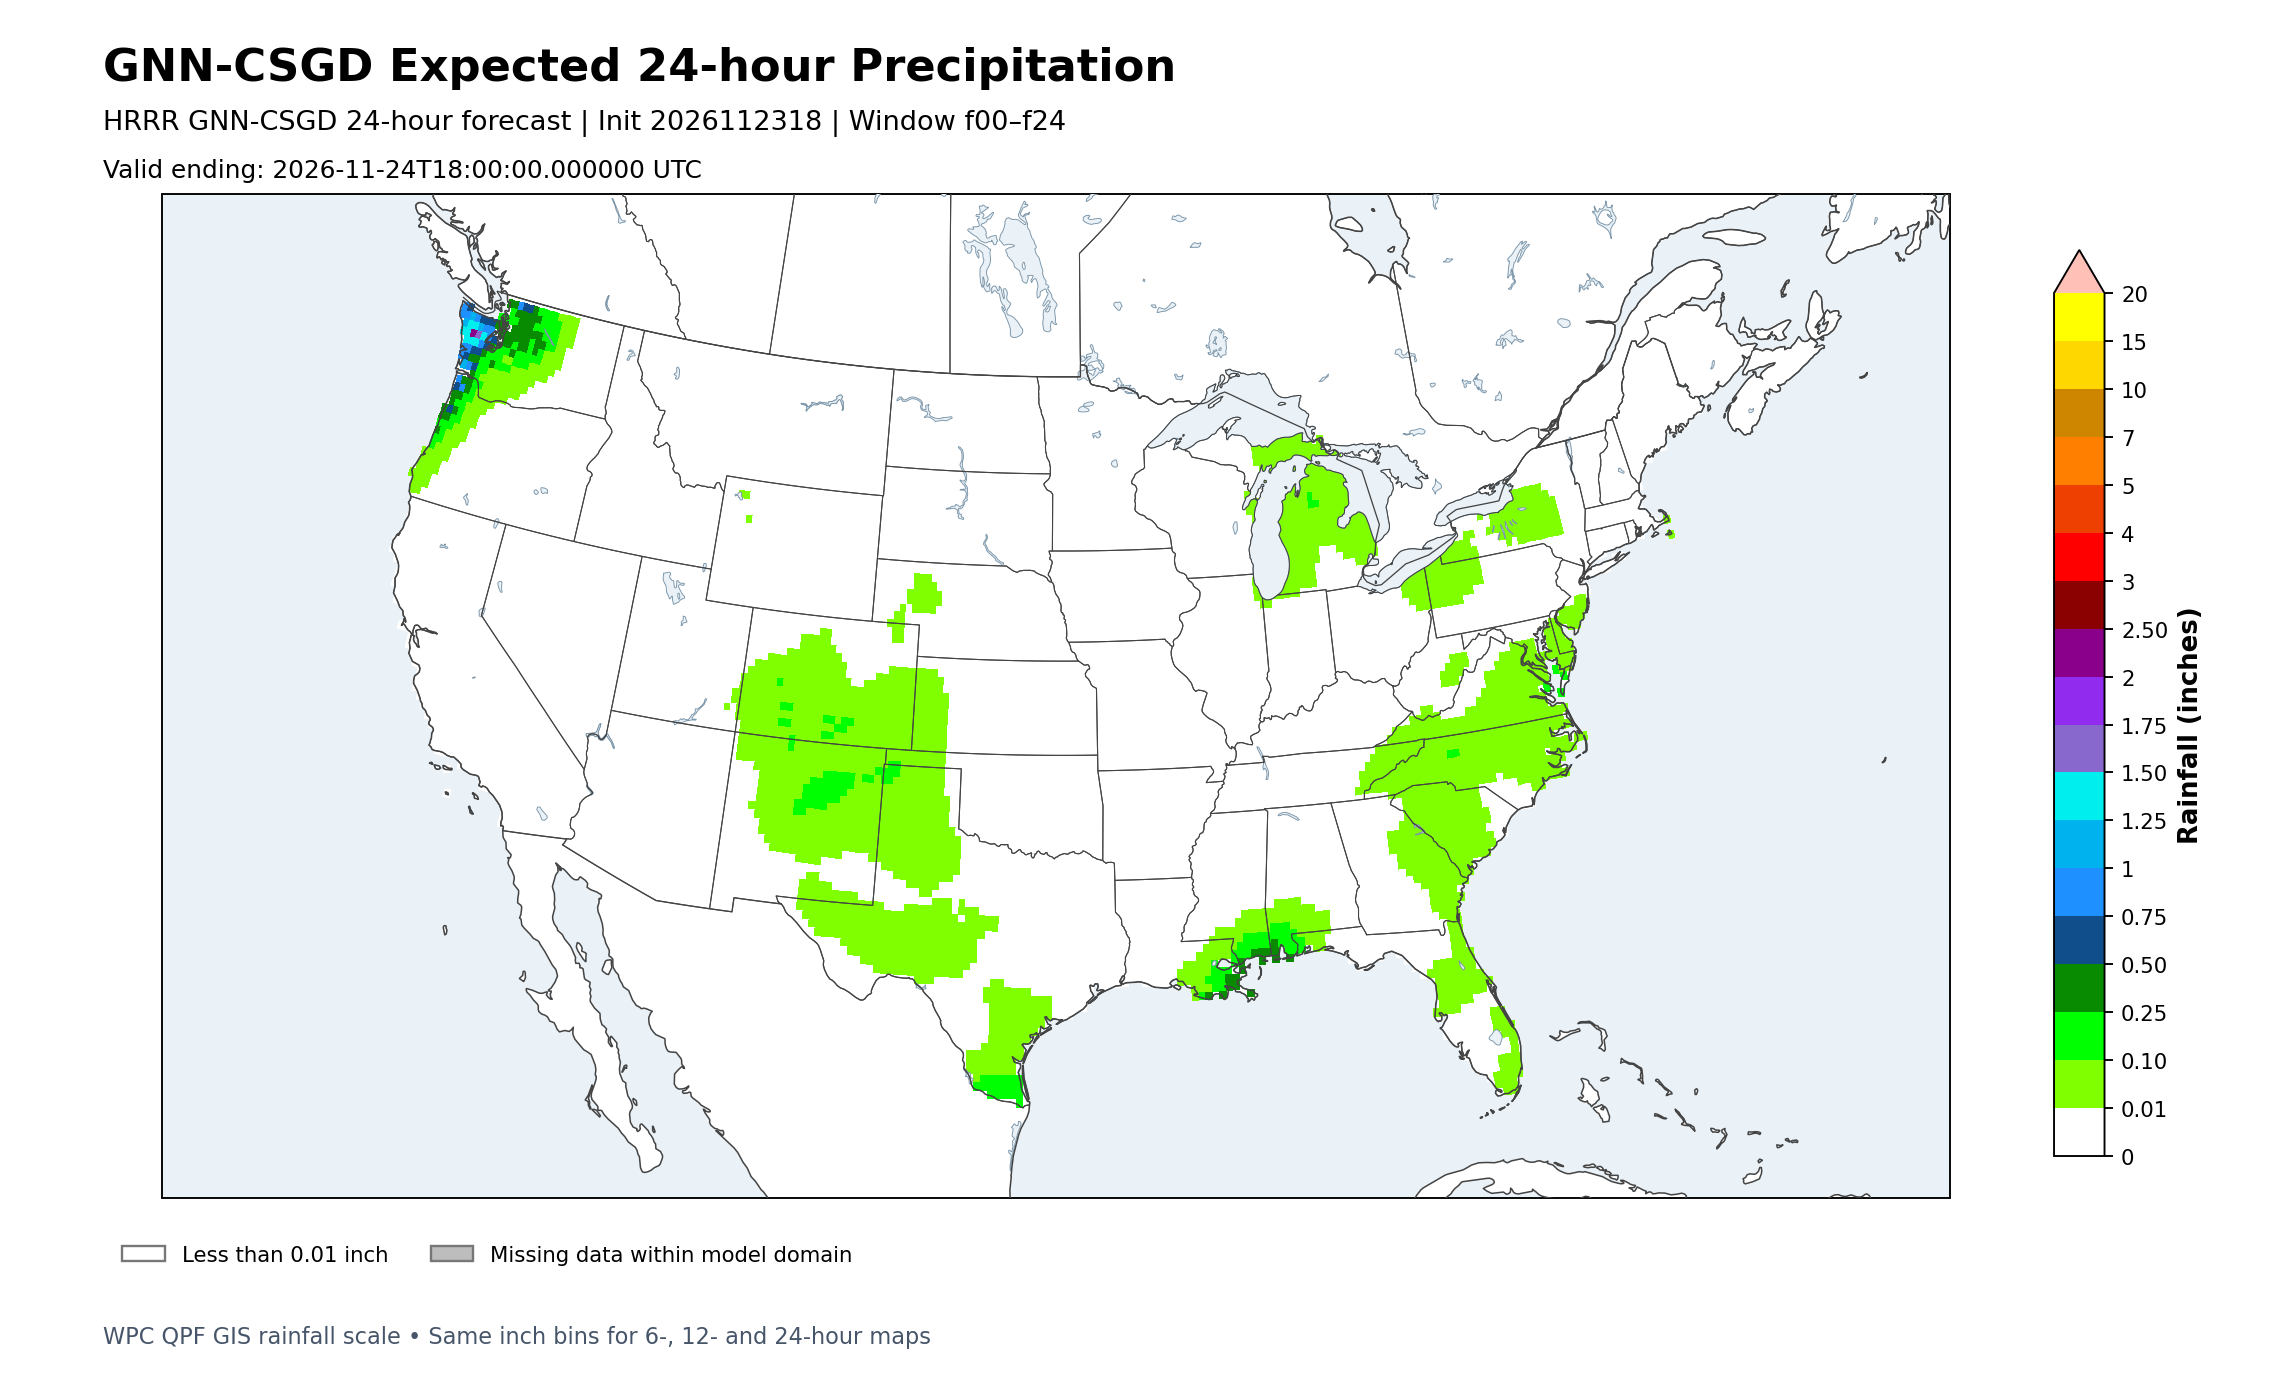 GNN-CSGD Expected 24-hour Precipitation
HRRR GNN-CSGD 24-hour forecast | Init 2026112318 | Window f00–f24
Valid ending: 2026-11-24T18:00:00.000000 UTC
20
15
10
7
5
4
3
2.50
2
1.75
1.50
1.25
1
0.75
0.50
0.25
0.10
0.01
0
Rainfall (inches)
Less than 0.01 inch
Missing data within model domain
WPC QPF GIS rainfall scale • Same inch bins for 6-, 12- and 24-hour maps